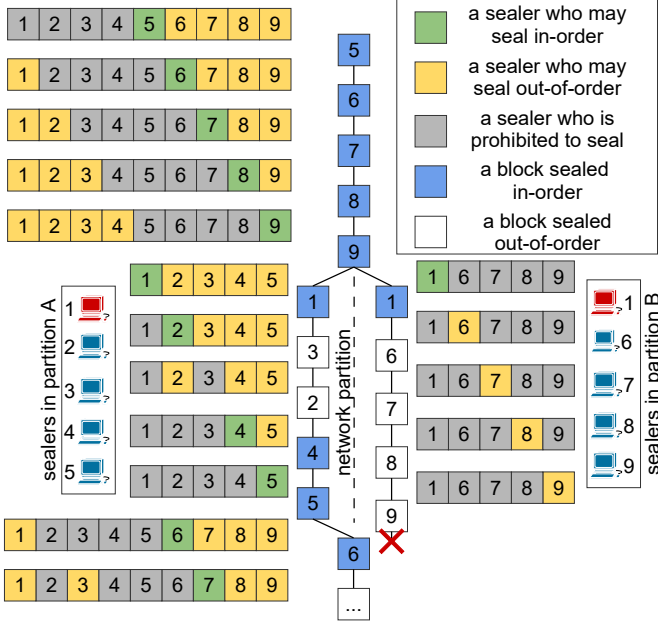 1 2 3 4 5 6 7 8 9
1 2 3 4 5 6 7 8 9
1 2 3 4 5 6 7 8 9
1 2 3 4 5 6 7 8 9
1 2 3 4 5 6 7 8 9
5
6
7
8
9
a sealer who may
seal in-order
a sealer who may
seal out-of-order
a sealer who is
prohibited to seal
a block sealed
in-order
a block sealed
out-of-order
sealers in partition A
1 ?
2 ?
3 ?
4 ?
5 ?
1 2 3 4 5
1 2 3 4 5
1 2 3 4 5
1 2 3 4 5
1 2 3 4 5
1
3
2
4
5
network partition
1
6
7
8
9
1 6 7 8 9
1 6 7 8 9
1 6 7 8 9
1 6 7 8 9
1 6 7 8 9
?1
?6
?7
?8
?9
sealers in partition B
1 2 3 4 5 6 7 8 9
1 2 3 4 5 6 7 8 9
6
...